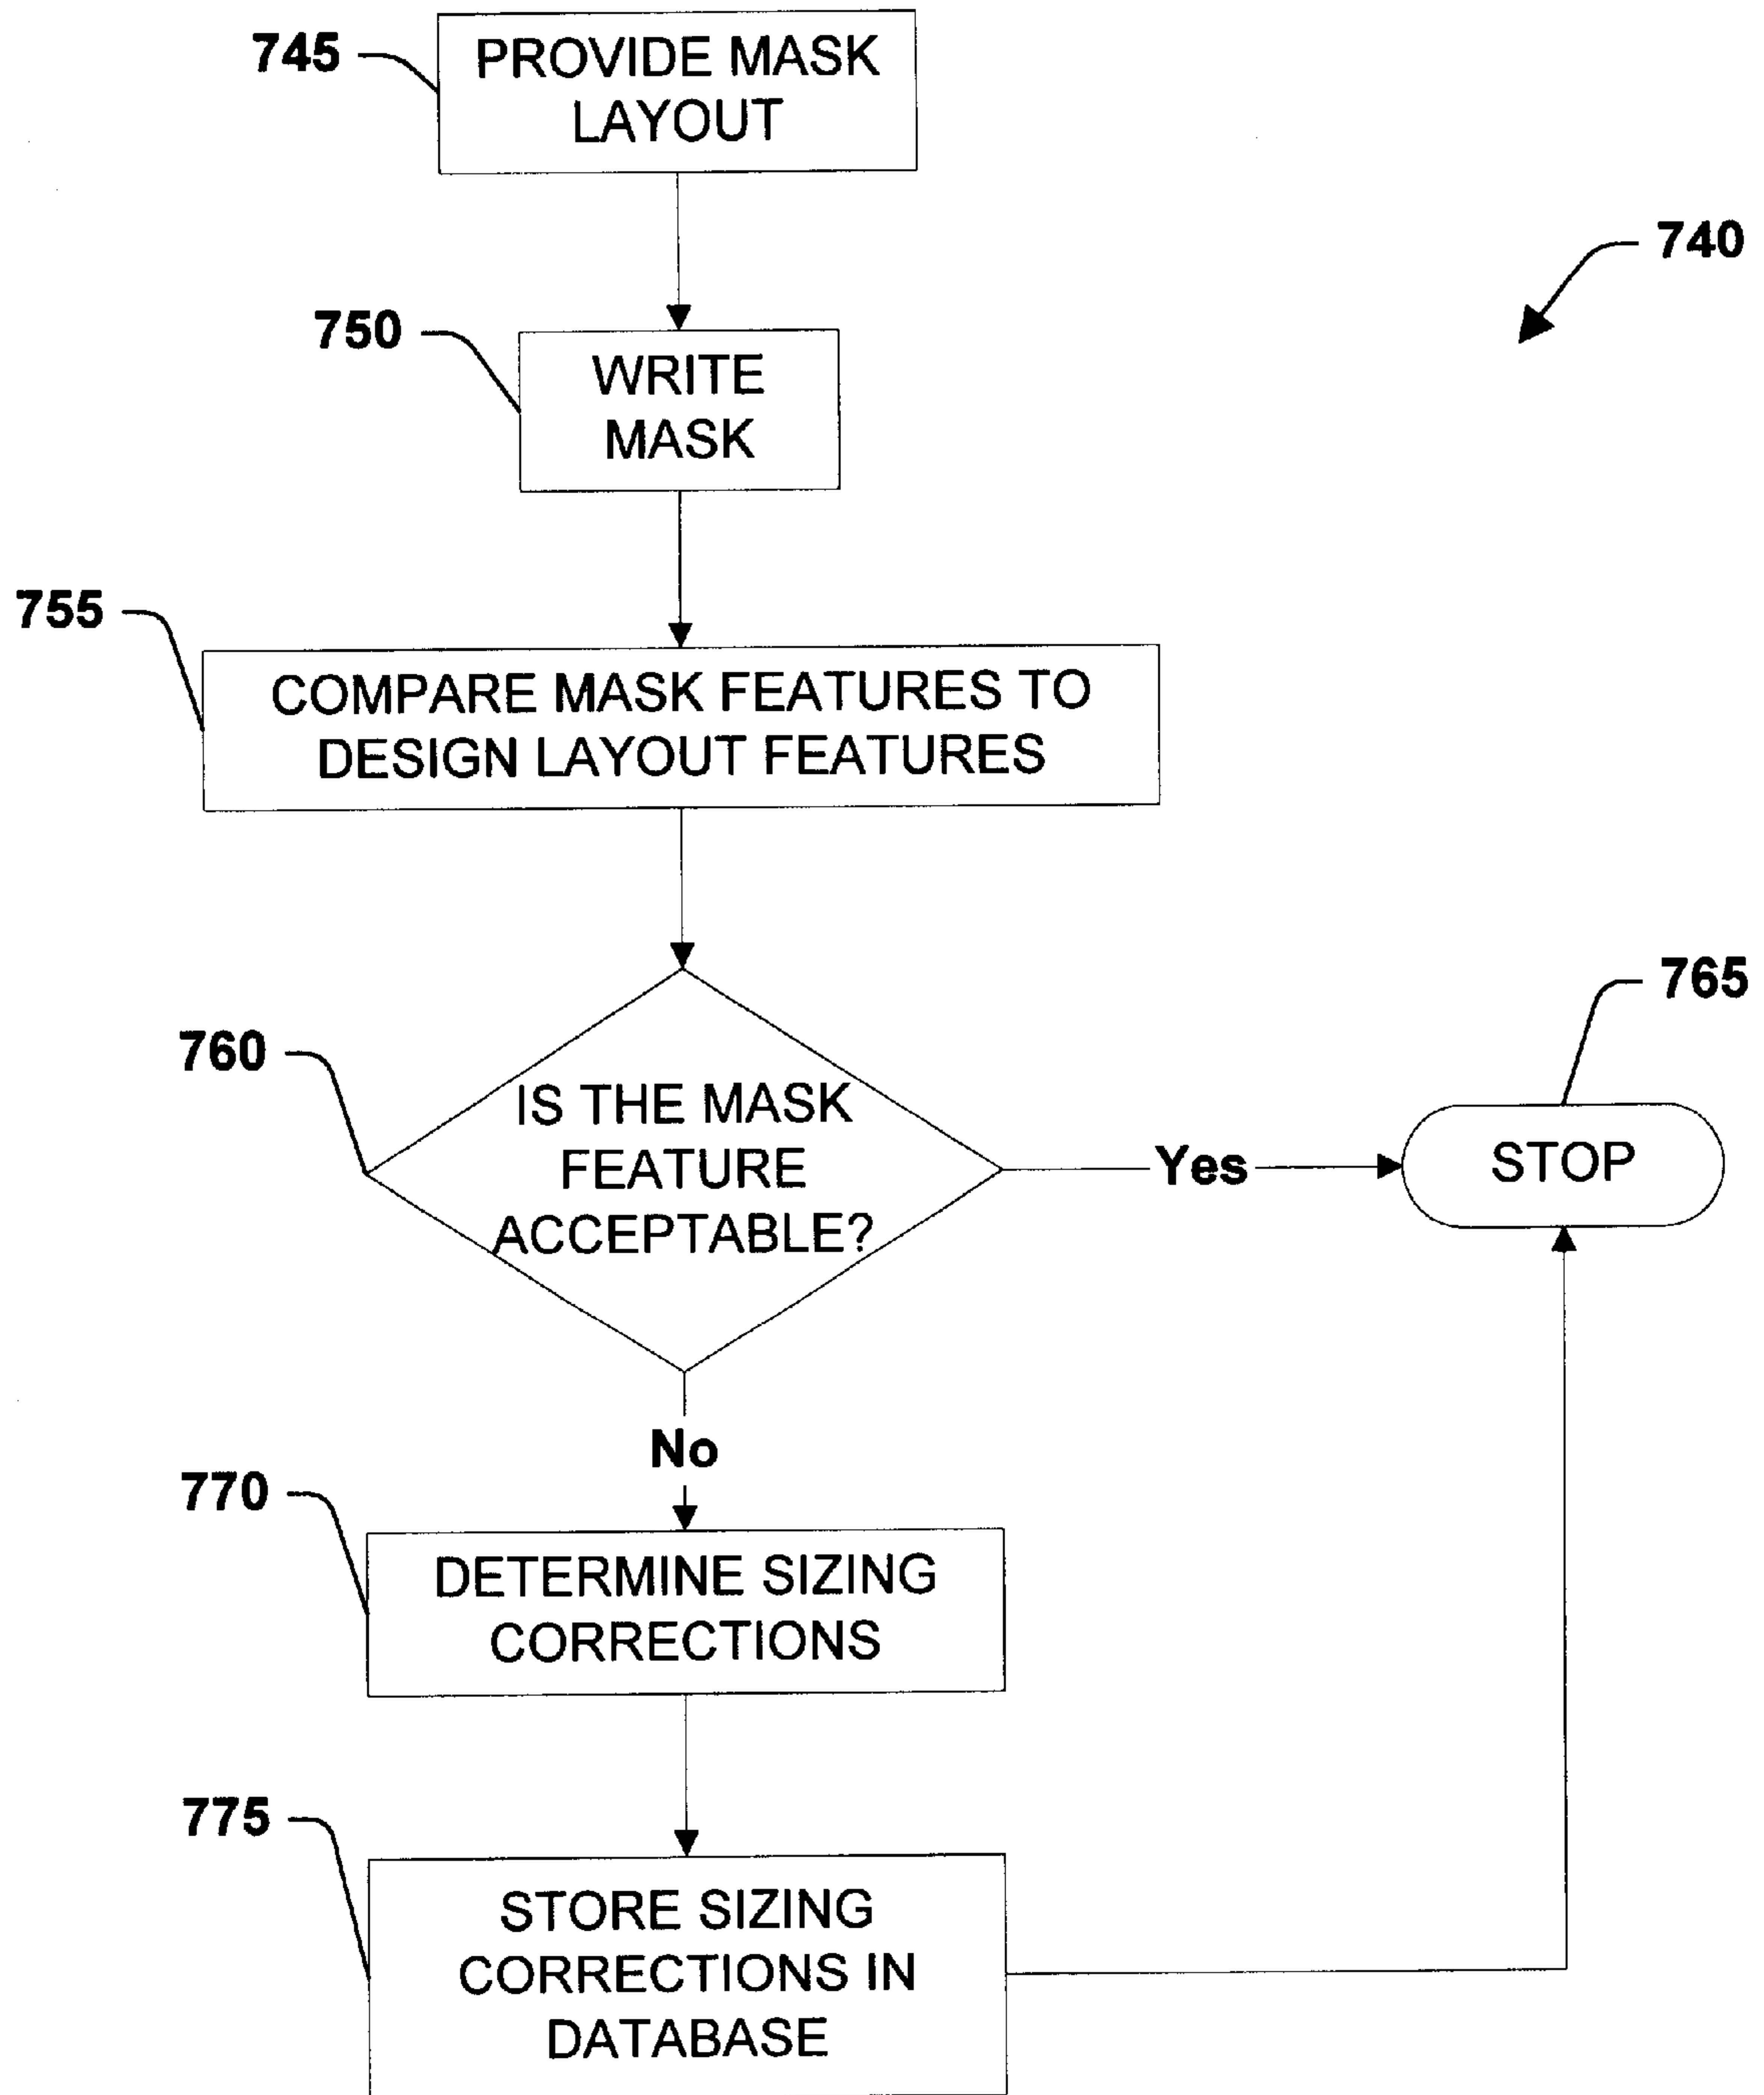 745
PROVIDE MASK
LAYOUT
740
750
WRITE
MASK
755
COMPARE MASK FEATURES TO
DESIGN LAYOUT FEATURES
765
760
IS THE MASK
FEATURE
ACCEPTABLE?
Yes
STOP
No
770
DETERMINE SIZING
CORRECTIONS
775
STORE SIZING
CORRECTIONS IN
DATABASE